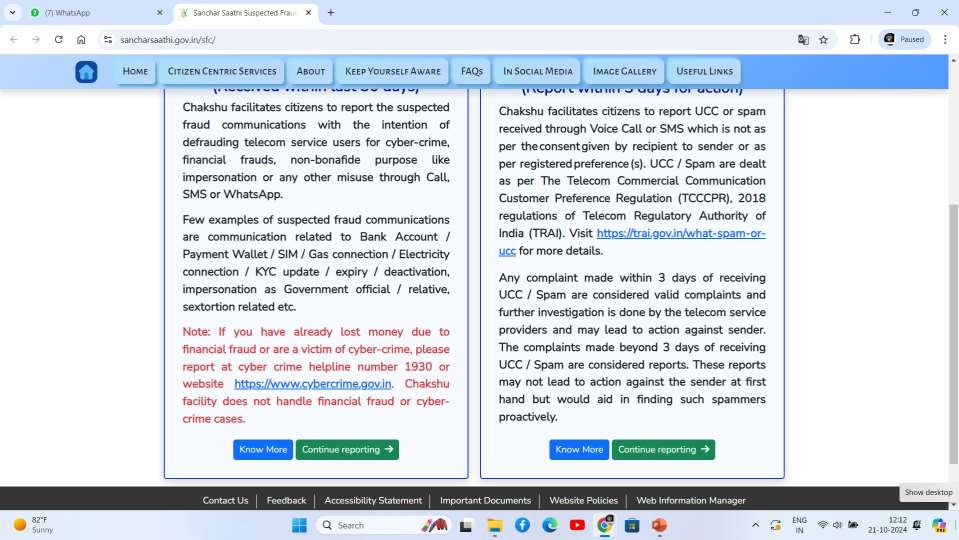 (7) WhatsApp
Sanchar Saathi Suspected Frau
sancharsaathi.gov.in/sfc/
Paused
Home Citizen Centric Services About Keep Yourself Aware FAQs In Social Media Image Gallery Useful Links
(Received within last 30 days)
Chakshu facilitates citizens to report the suspected
fraud communications with the intention of
defrauding telecom service users for cyber-crime,
financial frauds, non-bonafide purpose like
impersonation or any other misuse through Call,
SMS or WhatsApp.
Few examples of suspected fraud communications
are communication related to Bank Account /
Payment Wallet / SIM / Gas connection / Electricity
connection / KYC update / expiry / deactivation,
impersonation as Government official / relative,
sextortion related etc.
Note: If you have already lost money due to
financial fraud or are a victim of cyber-crime, please
report at cyber crime helpline number 1930 or
website https://www.cybercrime.gov.in. Chakshu
facility does not handle financial fraud or cyber-
crime cases.
Know More Continue reporting →
(Report within 3 days for action)
Chakshu facilitates citizens to report UCC or spam
received through Voice Call or SMS which is not as
per the consent given by recipient to sender or as
per registered preference (s). UCC / Spam are dealt
as per The Telecom Commercial Communication
Customer Preference Regulation (TCCCPR), 2018
regulations of Telecom Regulatory Authority of
India (TRAI). Visit https://trai.gov.in/what-spam-or-
ucc for more details.
Any complaint made within 3 days of receiving
UCC / Spam are considered valid complaints and
further investigation is done by the telecom service
providers and may lead to action against sender.
The complaints made beyond 3 days of receiving
UCC / Spam are considered reports. These reports
may not lead to action against the sender at first
hand but would aid in finding such spammers
proactively.
Know More Continue reporting →
Contact Us Feedback Accessibility Statement Important Documents Website Policies Web Information Manager
Show desktop
82°F
Sunny
Search
ENG
IN
12:12
21-10-2024